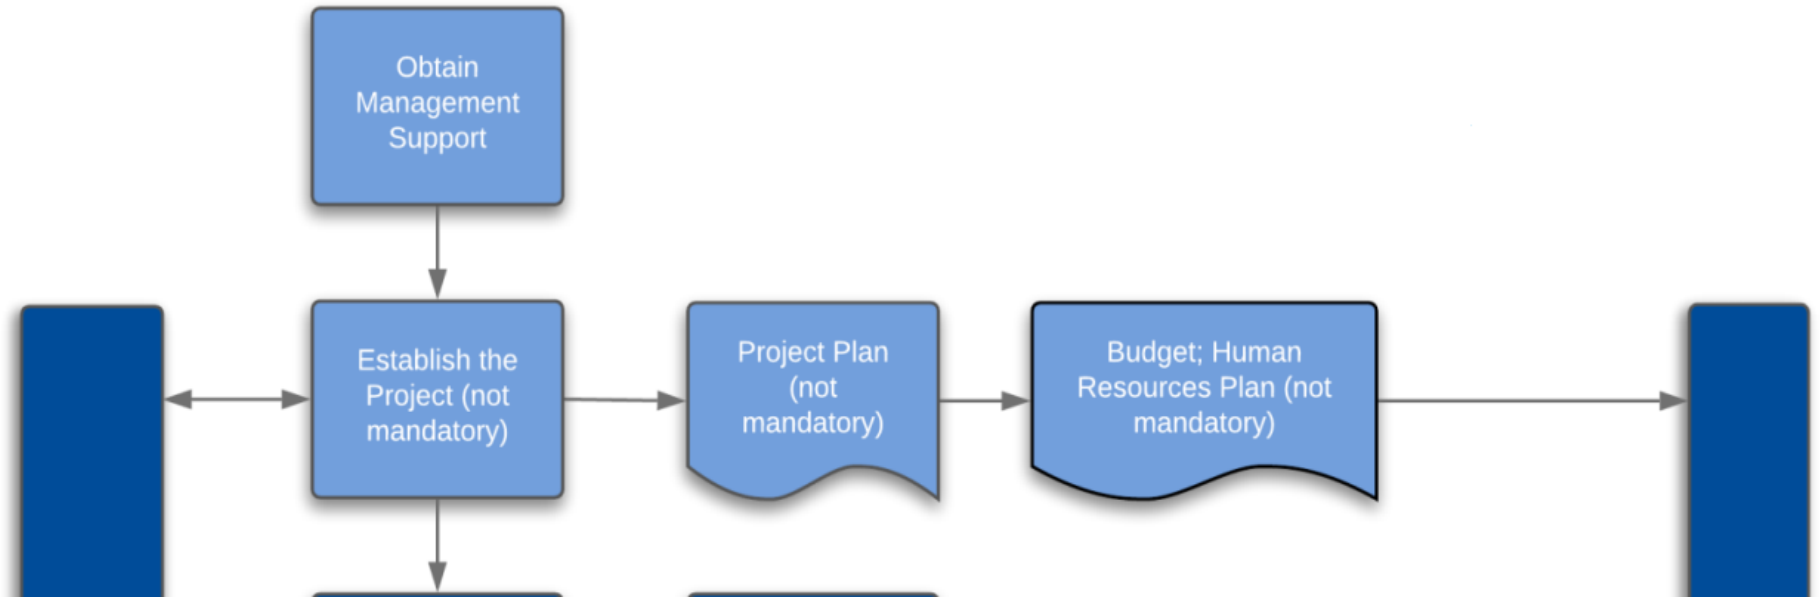 Obtain
Management
Support
Establish the
Project (not
mandatory)
Project Plan
(not
mandatory)
Budget; Human
Resources Plan (not
mandatory)